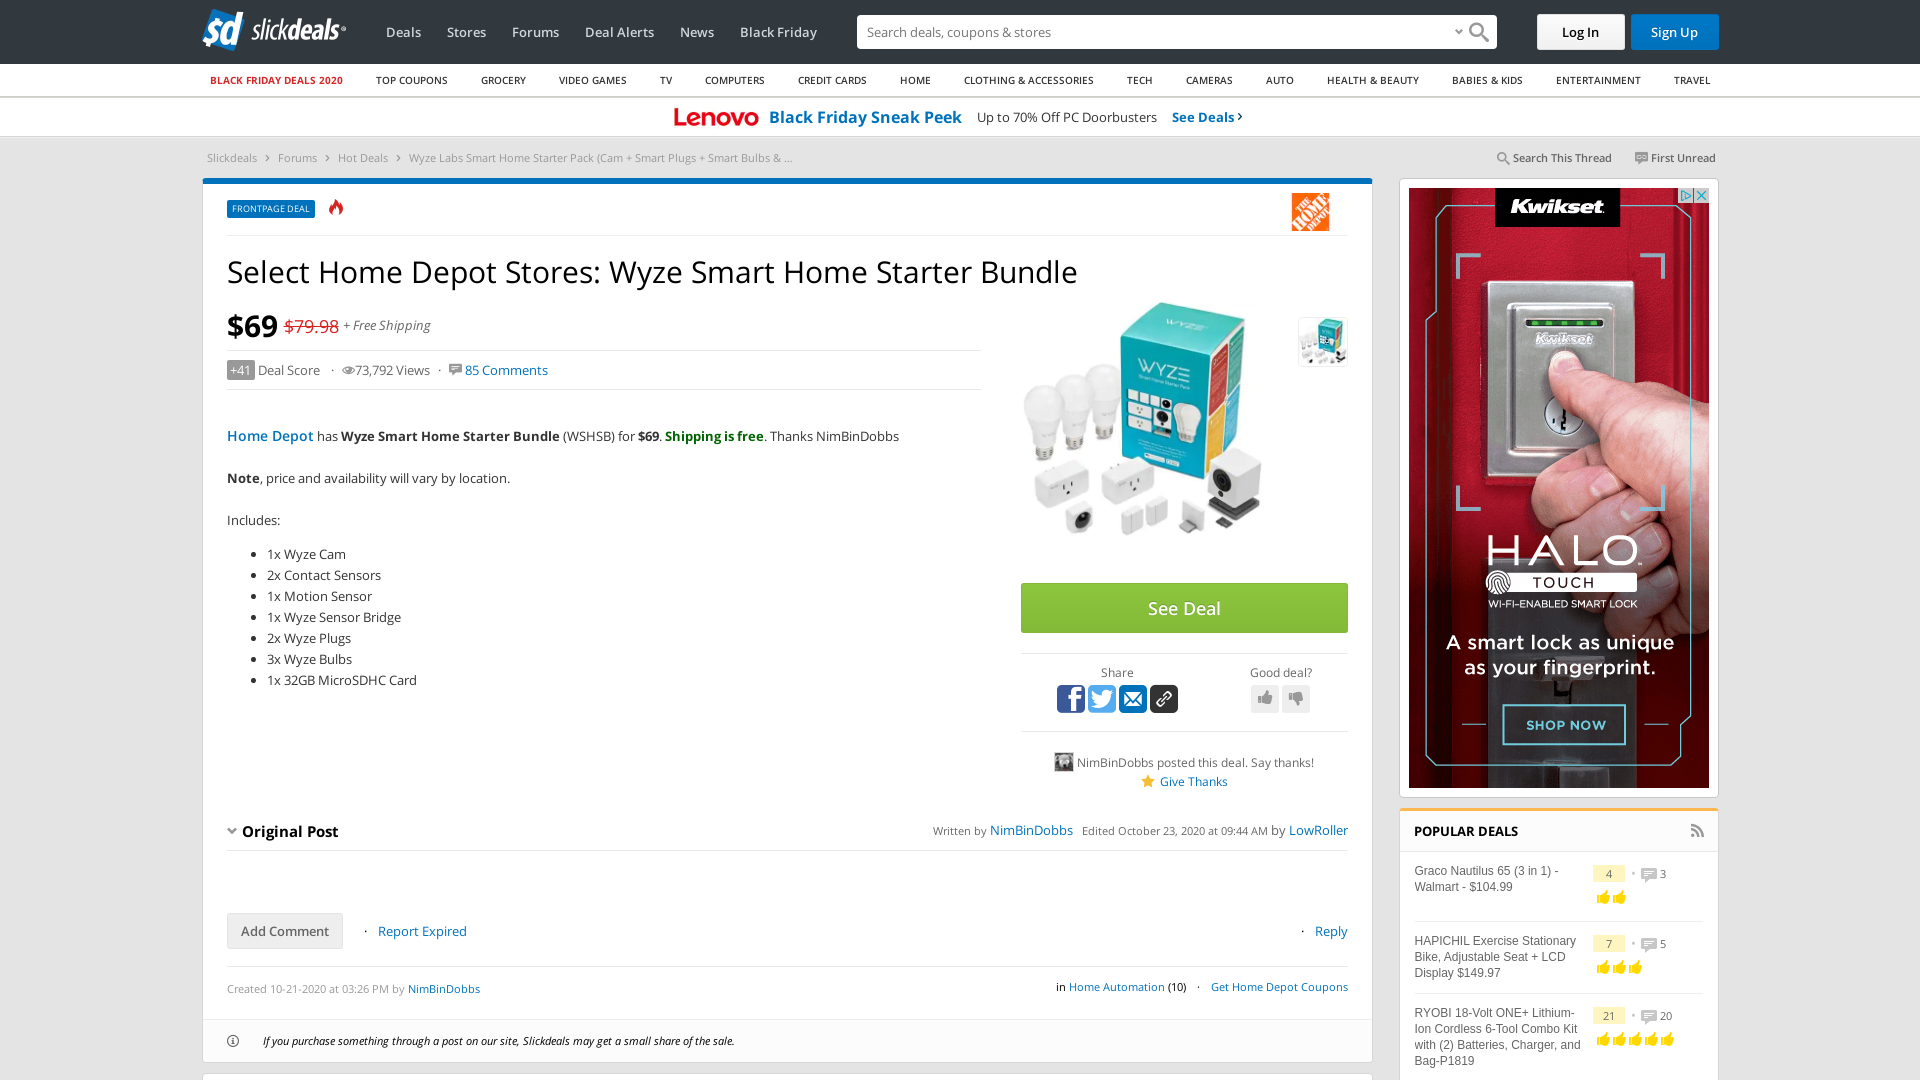 slickdeals
Deals
Stores
Forums
Deal Alerts
News
Black Friday
Search deals, coupons & stores
Log In
Sign Up
BLACK FRIDAY DEALS 2020
TOP COUPONS
GROCERY
VIDEO GAMES
TV
COMPUTERS
CREDIT CARDS
HOME
CLOTHING & ACCESSORIES
TECH
CAMERAS
AUTO
HEALTH & BEAUTY
BABIES & KIDS
ENTERTAINMENT
TRAVEL
Lenovo Black Friday Sneak Peek Up to 70% Off PC Doorbusters See Deals ›
Slickdeals › Forums › Hot Deals › Wyze Labs Smart Home Starter Pack (Cam + Smart Plugs + Smart Bulbs & ...
Search This Thread
First Unread
FRONTPAGE DEAL
THE HOME DEPOT
Select Home Depot Stores: Wyze Smart Home Starter Bundle
$69 $79.98 + Free Shipping
+41 Deal Score · 73,792 Views · 85 Comments
Home Depot has Wyze Smart Home Starter Bundle (WSHSB) for $69. Shipping is free. Thanks NimBinDobbs
Note, price and availability will vary by location.
Includes:
• 1x Wyze Cam
• 2x Contact Sensors
• 1x Motion Sensor
• 1x Wyze Sensor Bridge
• 2x Wyze Plugs
• 3x Wyze Bulbs
• 1x 32GB MicroSDHC Card
WYZE
WYZE
See Deal
Share
Good deal?
NimBinDobbs posted this deal. Say thanks!
Give Thanks
Original Post
Written by NimBinDobbs Edited October 23, 2020 at 09:44 AM by LowRoller
Add Comment · Report Expired
· Reply
Created 10-21-2020 at 03:26 PM by NimBinDobbs
in Home Automation (10) · Get Home Depot Coupons
If you purchase something through a post on our site, Slickdeals may get a small share of the sale.
Kwikset
Kwikset
HALO
TOUCH
WI-FI-ENABLED SMART LOCK
A smart lock as unique
as your fingerprint.
SHOP NOW
POPULAR DEALS
Graco Nautilus 65 (3 in 1) -
Walmart - $104.99
4 • 3
HAPICHIL Exercise Stationary
Bike, Adjustable Seat + LCD
Display $149.97
7 • 5
RYOBI 18-Volt ONE+ Lithium-
Ion Cordless 6-Tool Combo Kit
with (2) Batteries, Charger, and
Bag-P1819
21 • 20